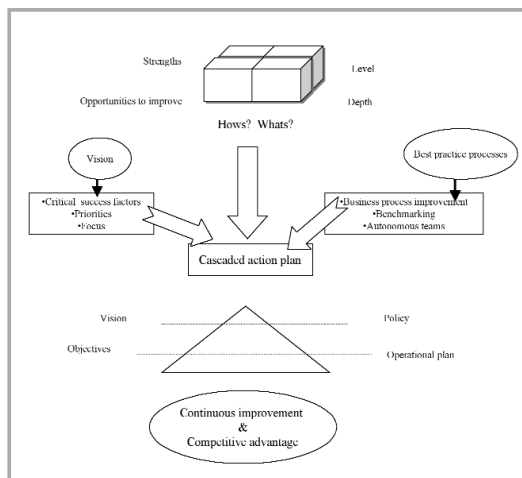 Strengths
Level
Opportunities to improve
Depth
Hows? Whats?
Vision
Best practice processes
•Critical success factors
•Priorities
•Focus
•Business process improvement
•Benchmarking
•Autonomous teams
Cascaded action plan
Vision
Policy
Objectives
Operational plan
Continuous improvement
&
Competitive advantage